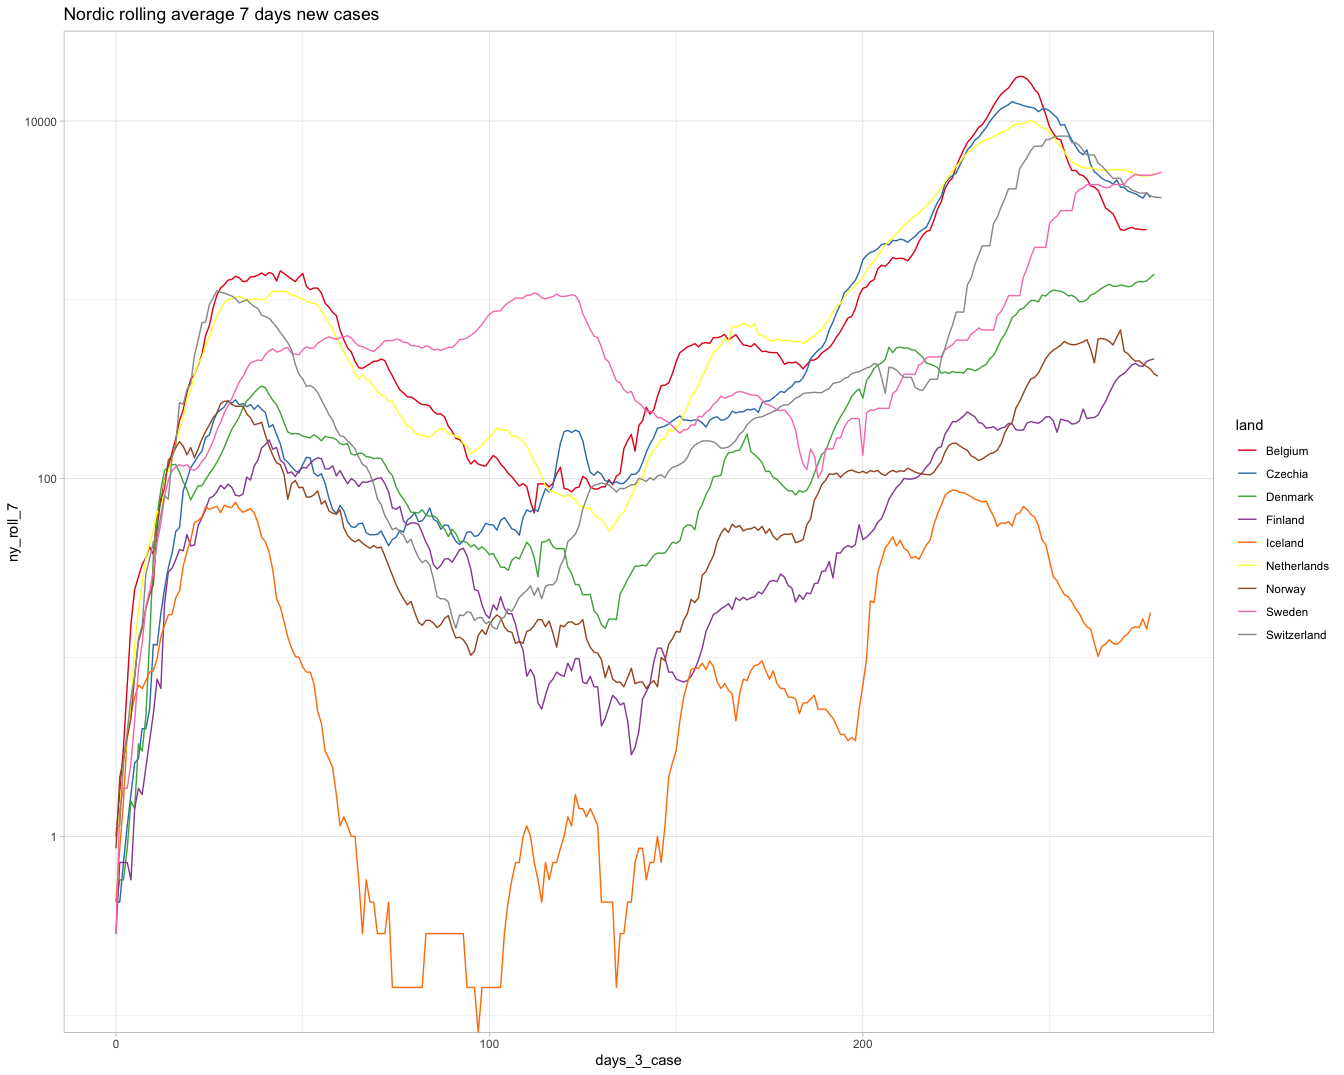 Nordic rolling average 7 days new cases
10000
100
1
ny_roll_7
0
100
200
days_3_case
land
Belgium
Czechia
Denmark
Finland
Iceland
Netherlands
Norway
Sweden
Switzerland